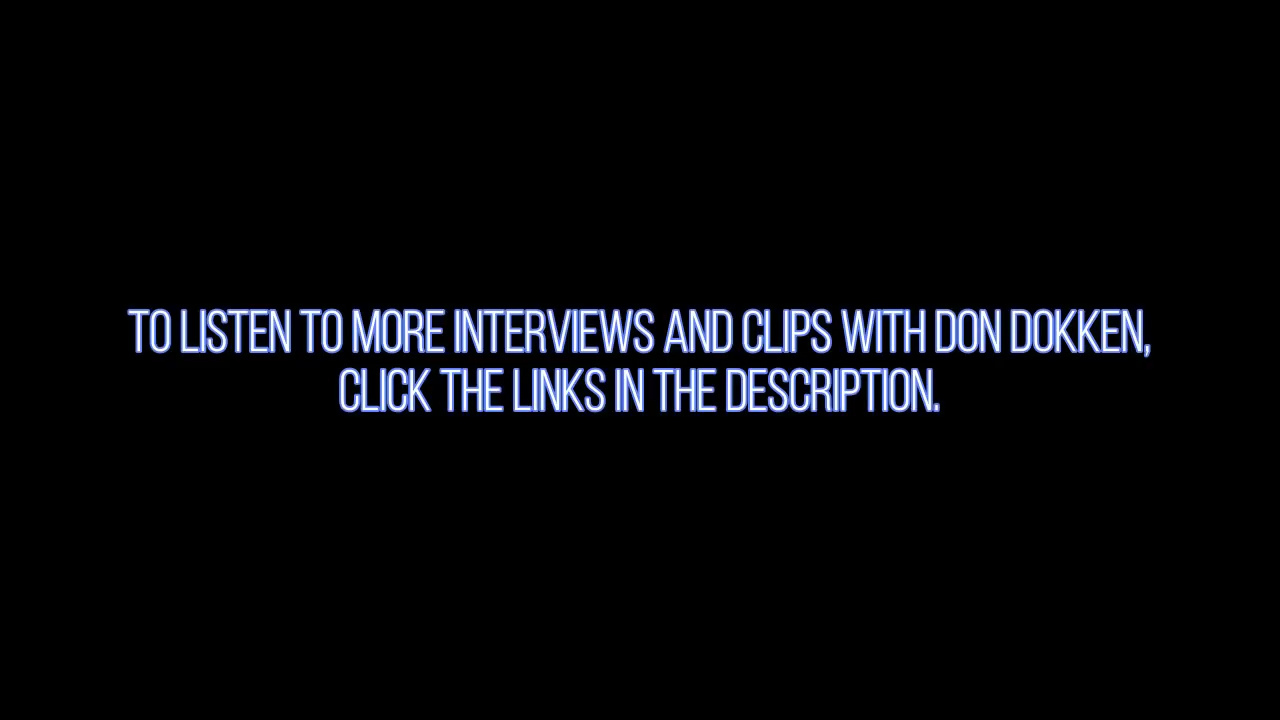 TO LISTEN TO MORE INTERVIEWS AND CLIPS WITH DON DOKKEN,
CLICK THE LINKS IN THE DESCRIPTION.